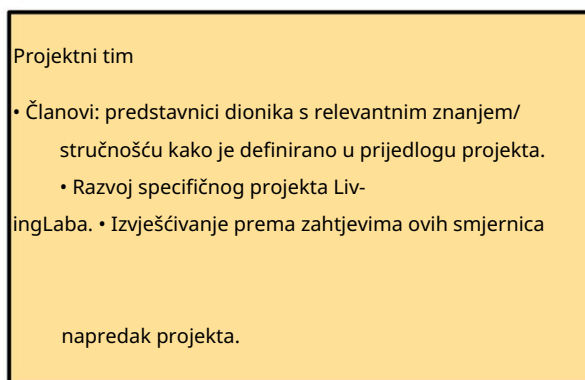 Projektni tim
• Članovi: predstavnici dionika s relevantnim znanjem/
stručnošću kako je definirano u prijedlogu projekta.
• Razvoj specifičnog projekta Liv-
ingLaba. • Izvješćivanje prema zahtjevima ovih smjernica
napredak projekta.